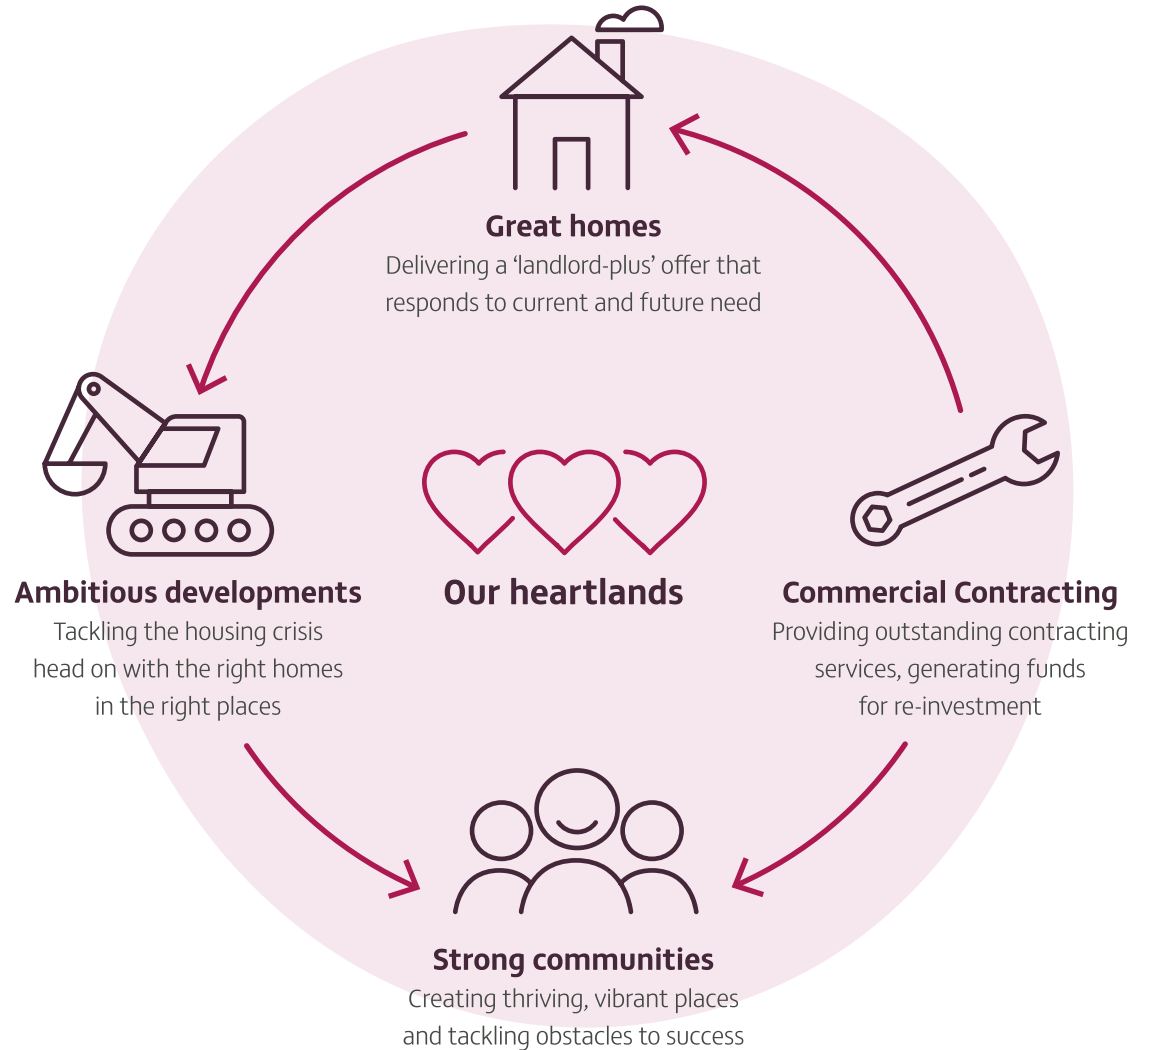 Great homes
Delivering a ‘landlord-plus’ offer that
responds to current and future need
Our heartlands
Ambitious developments
Tackling the housing crisis
head on with the right homes
in the right places
Commercial Contracting
Providing outstanding contracting
services, generating funds
for re-investment
Strong communities
Creating thriving, vibrant places
and tackling obstacles to success